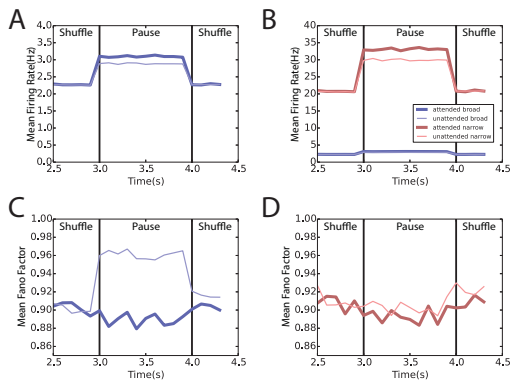 A
Shuffle Pause Shuffle
Mean Firing Rate(Hz)
4.0
3.5
3.0
2.5
2.0
1.5
1.0
0.5
0.0
2.5 3.0 3.5 4.0 4.5
Time(s)
B
Shuffle Pause Shuffle
Mean Firing Rate(Hz)
40
35
30
25
20
15
10
5
0
attended broad
unattended broad
attended narrow
unattended narrow
2.5 3.0 3.5 4.0 4.5
Time(s)
C
Shuffle Pause Shuffle
Mean Fano Factor
1.00
0.98
0.96
0.94
0.92
0.90
0.88
0.86
2.5 3.0 3.5 4.0 4.5
Time(s)
D
Shuffle Pause Shuffle
Mean Fano Factor
1.00
0.98
0.96
0.94
0.92
0.90
0.88
0.86
2.5 3.0 3.5 4.0 4.5
Time(s)